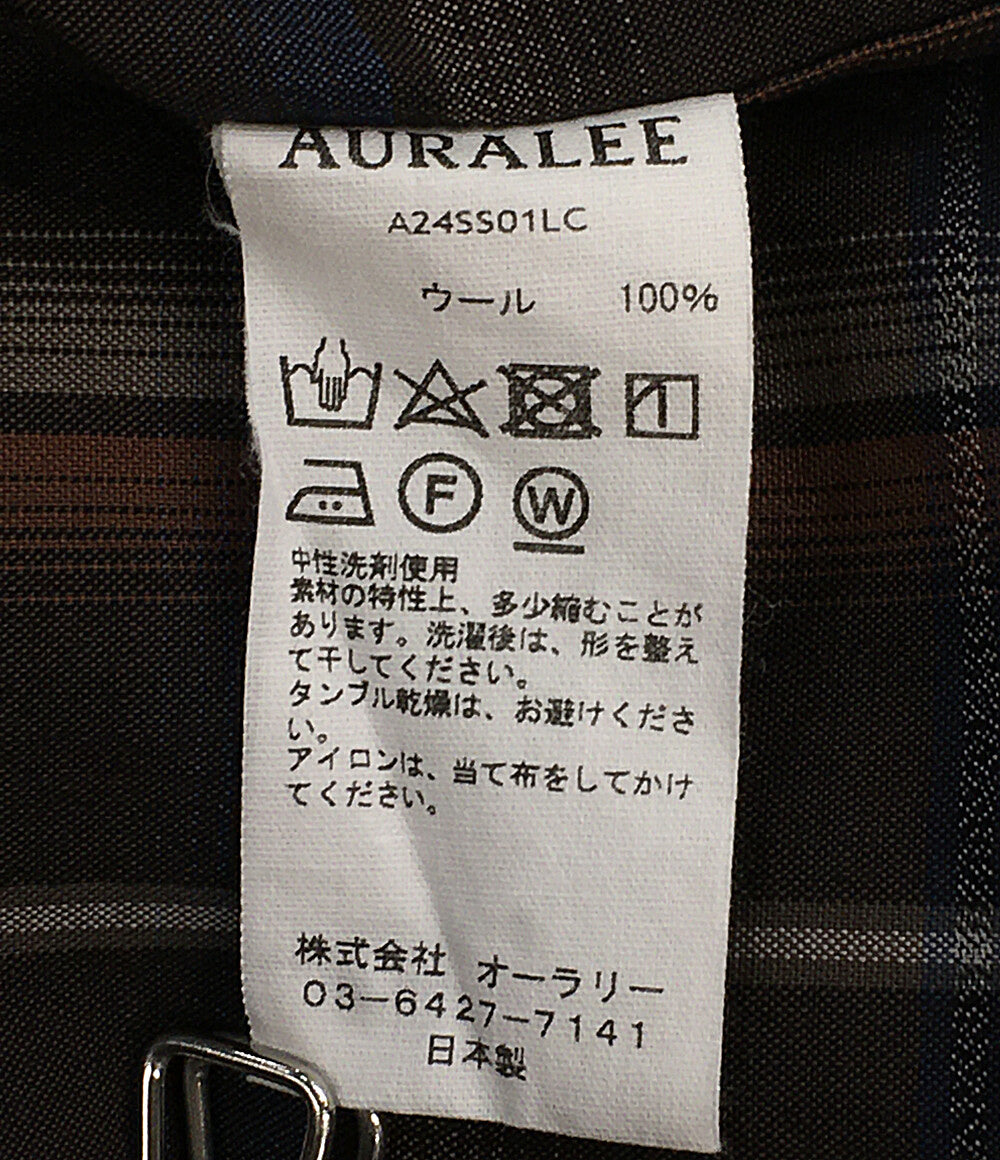 AURALEE
A24SS01LC
ウール 100%
F W
中性洗剤使用
素材の特性上、多少縮むことが
あります。洗濯後は、形を整え
て干してください。
タンブル乾燥は、お避けくださ
い。
アイロンは、当て布をしてかけ
てください。
株式会社 オーラリー
03-6427-7141
日本製